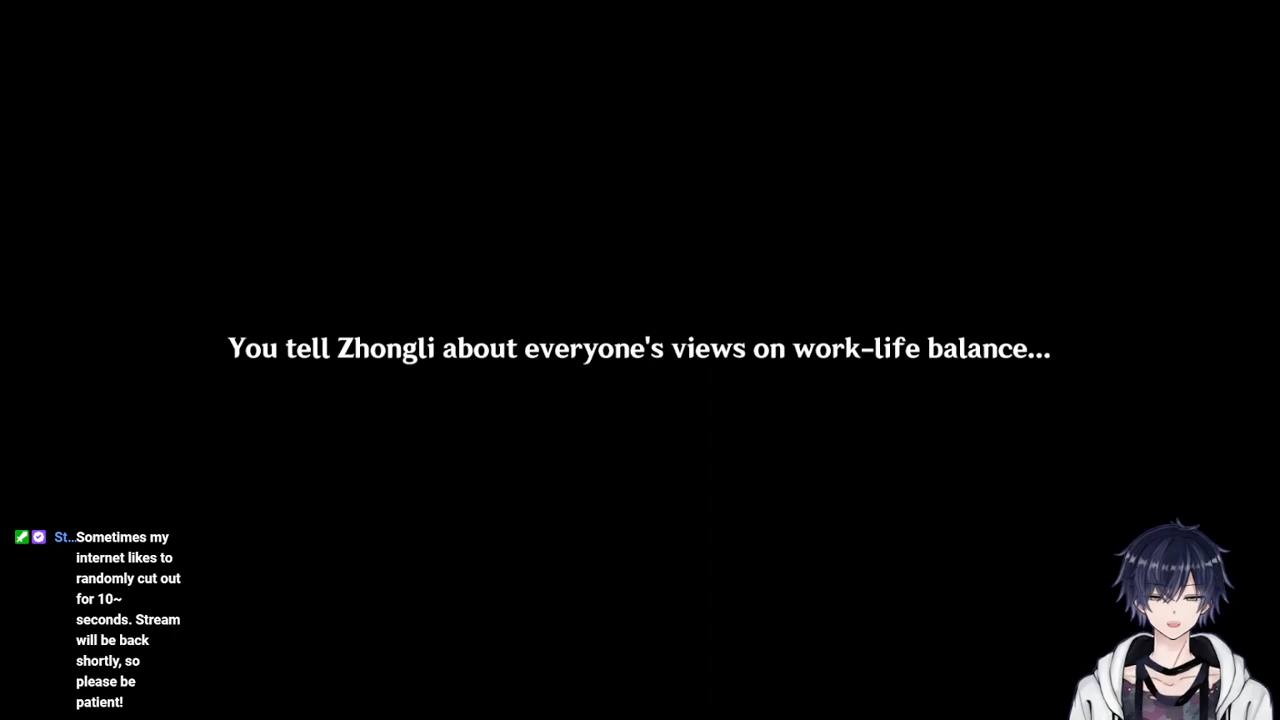 You tell Zhongli about everyone's views on work-life balance...
St...Sometimes my
internet likes to
randomly cut out
for 10~
seconds. Stream
will be back
shortly, so
please be
patient!